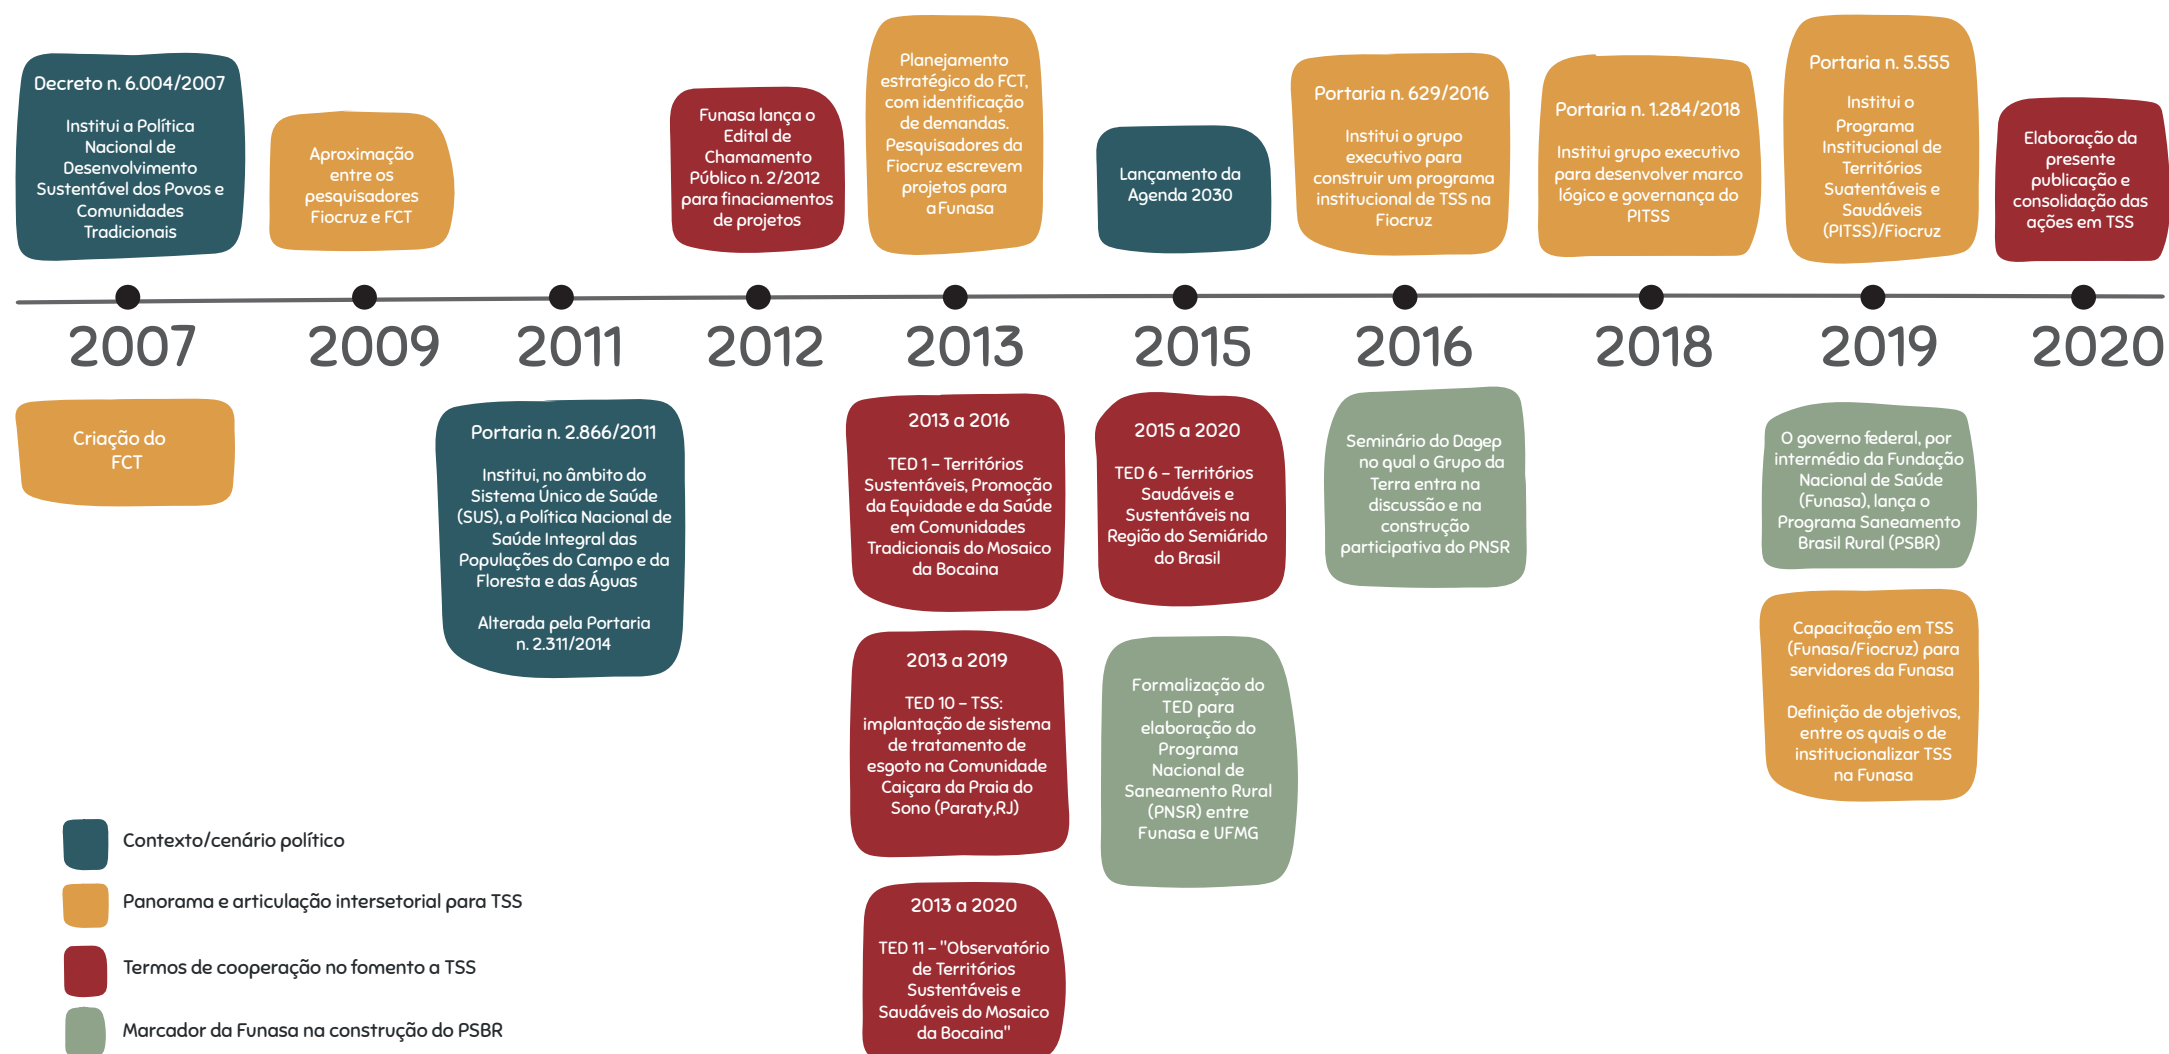 Decreto n. 6.004/2007
Institui a Política
Nacional de
Desenvolvimento
Sustentável dos Povos e
Comunidades
Tradicionais
Aproximação
entre os
pesquisadores
Fiocruz e FCT
Funasa lança o
Edital de
Chamamento
Público n. 2/2012
para finaciamentos
de projetos
Planejamento
estratégico do FCT,
com identificação
de demandas.
Pesquisadores da
Fiocruz escrevem
projetos para
a Funasa
Lançamento da
Agenda 2030
Portaria n. 629/2016
Institui o grupo
executivo para
construir um programa
institucional de TSS na
Fiocruz
Portaria n. 1.284/2018
Institui grupo executivo
para desenvolver marco
lógico e governança do
PITSS
Portaria n. 5.555
Institui o
Programa
Institucional de
Territórios
Suatentáveis e
Saudáveis
(PITSS)/Fiocruz
Elaboração da
presente
publicação e
consolidação das
ações em TSS
2007
2009
2011
2012
2013
2015
2016
2018
2019
2020
Criação do
FCT
Portaria n. 2.866/2011
Institui, no âmbito do
Sistema Único de Saúde
(SUS), a Política Nacional de
Saúde Integral das
Populações do Campo e da
Floresta e das Águas
Alterada pela Portaria
n. 2.311/2014
2013 a 2016
TED 1 – Territórios
Sustentáveis, Promoção
da Equidade e da Saúde
em Comunidades
Tradicionais do Mosaico
da Bocaina
2013 a 2019
TED 10 – TSS:
implantação de sistema
de tratamento de
esgoto na Comunidade
Caiçara da Praia do
Sono (Paraty,RJ)
2013 a 2020
TED 11 – "Observatório
de Territórios
Sustentáveis e
Saudáveis do Mosaico
da Bocaina"
2015 a 2020
TED 6 – Territórios
Saudáveis e
Sustentáveis na
Região do Semiárido
do Brasil
Formalização do
TED para
elaboração do
Programa
Nacional de
Saneamento Rural
(PNSR) entre
Funasa e UFMG
Seminário do Dagep
no qual o Grupo da
Terra entra na
discussão e na
construção
participativa do PNSR
O governo federal, por
intermédio da Fundação
Nacional de Saúde
(Funasa), lança o
Programa Saneamento
Brasil Rural (PSBR)
Capacitação em TSS
(Funasa/Fiocruz) para
servidores da Funasa
Definição de objetivos,
entre os quais o de
institucionalizar TSS
na Funasa
Contexto/cenário político
Panorama e articulação intersetorial para TSS
Termos de cooperação no fomento a TSS
Marcador da Funasa na construção do PSBR